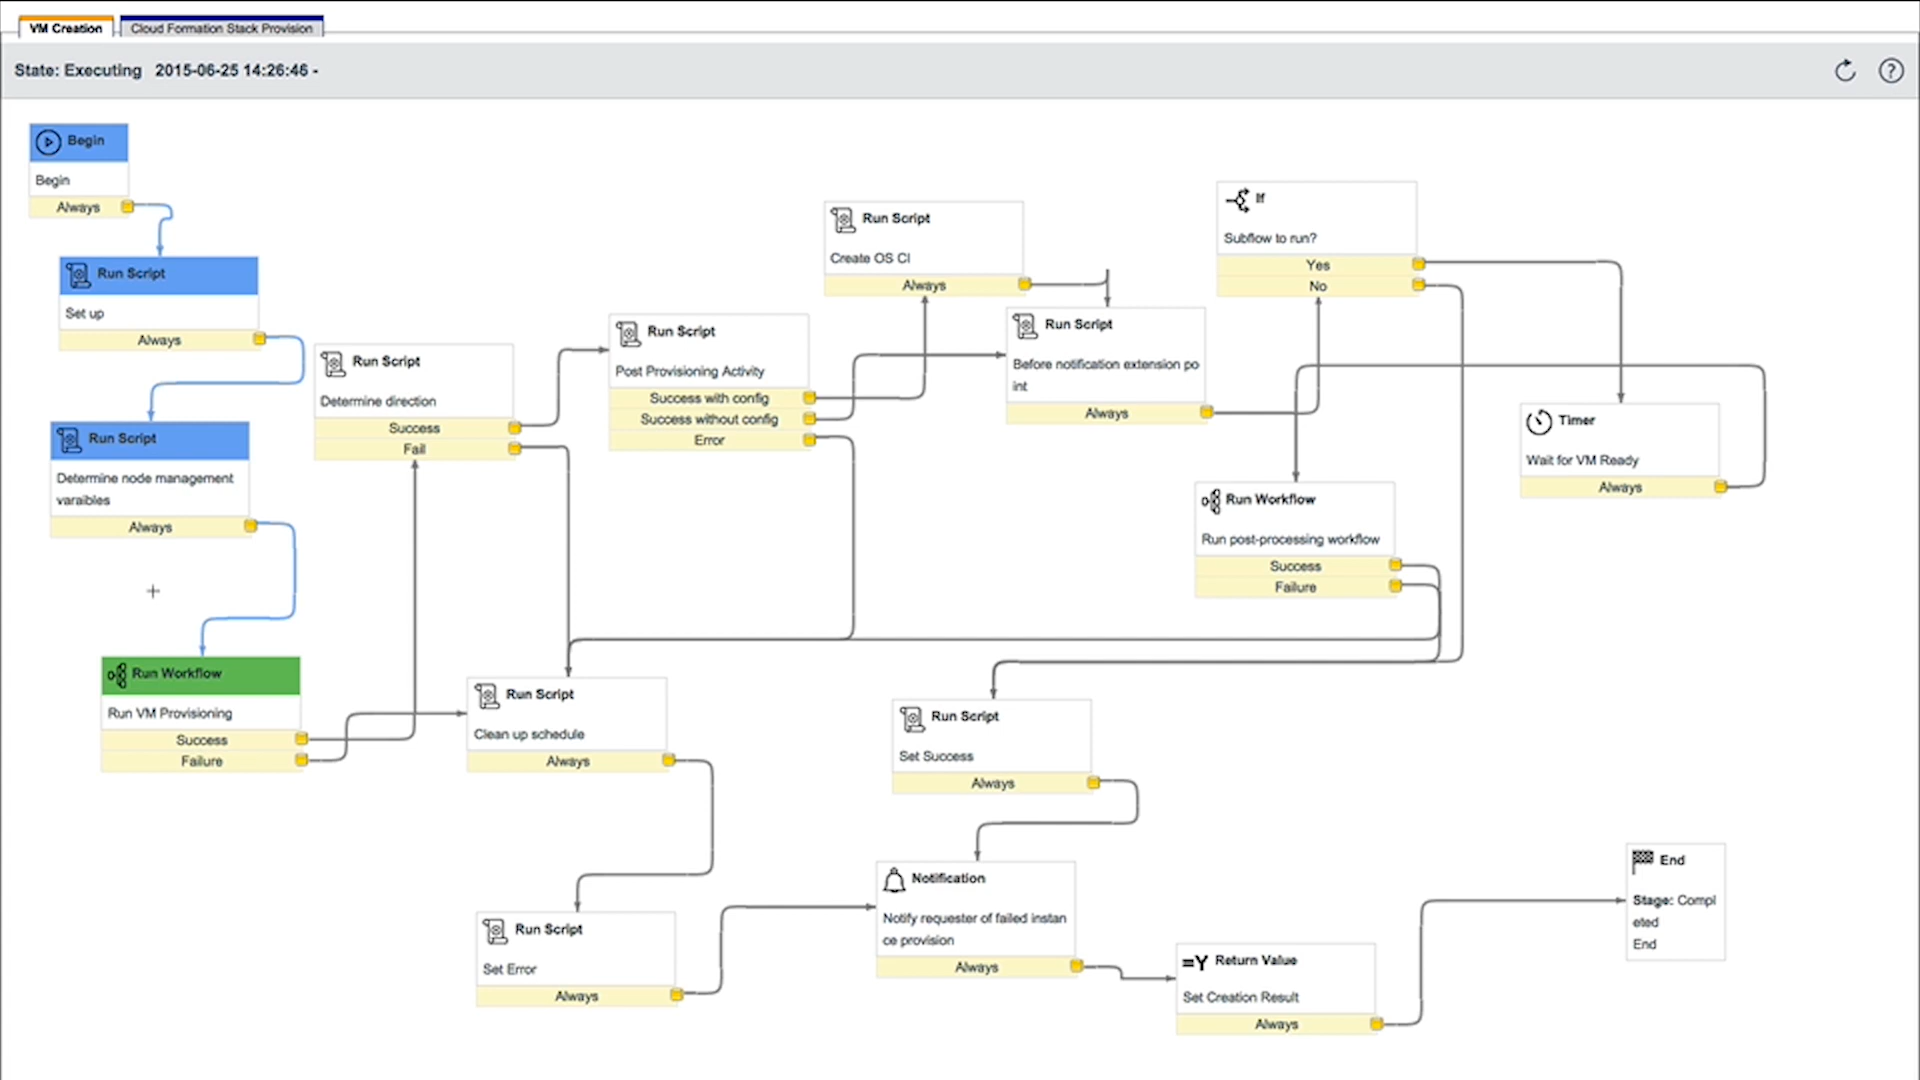 VM Creation
Cloud Formation Stack Provision
State: Executing 2015-06-25 14:26:46 -
Begin
Begin
Always
Run Script
Set up
Always
Run Script
Determine node management
varaibles
Always
Run Workflow
Run VM Provisioning
Success
Failure
Run Script
Determine direction
Success
Fail
Run Script
Post Provisioning Activity
Success with config
Success without config
Error
Run Script
Create OS CI
Always
Run Script
Before notification extension po
int
Always
If
Subflow to run?
Yes
No
Timer
Wait for VM Ready
Always
Run Workflow
Run post-processing workflow
Success
Failure
Run Script
Clean up schedule
Always
Run Script
Set Success
Always
Run Script
Set Error
Always
Notification
Notify requester of failed instan
ce provision
Always
=Y Return Value
Set Creation Result
Always
End
Stage: Compl
eted
End